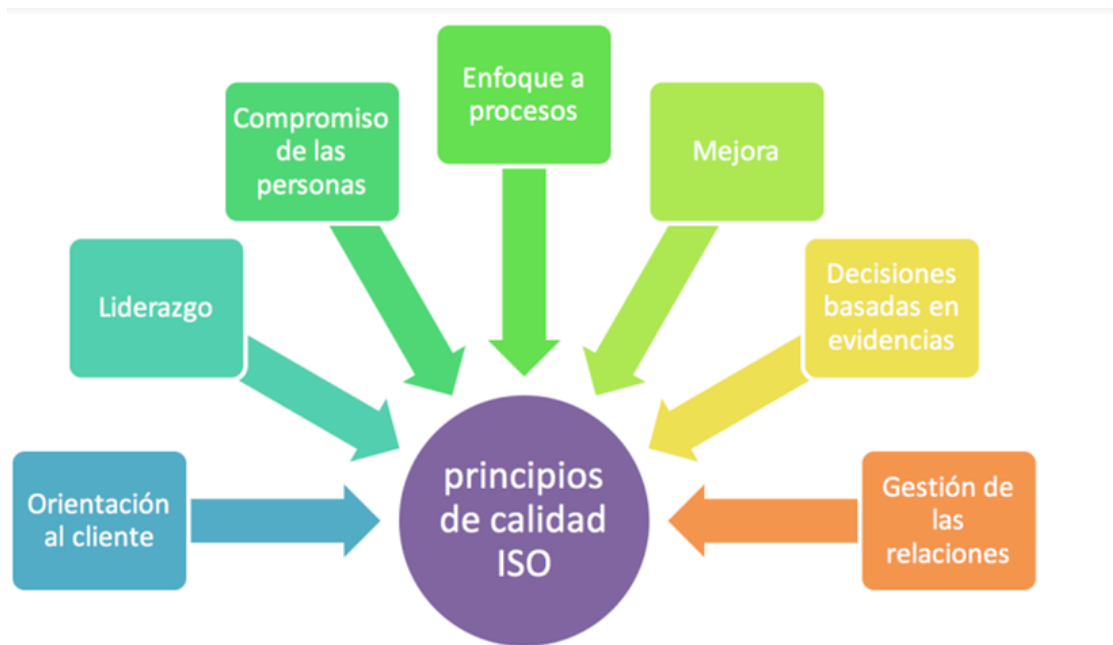 Enfoque a
procesos
Compromiso
de las
personas
Mejora
Liderazgo
Decisiones
basadas en
evidencias
Orientación
al cliente
principios
de calidad
ISO
Gestión de
las
relaciones